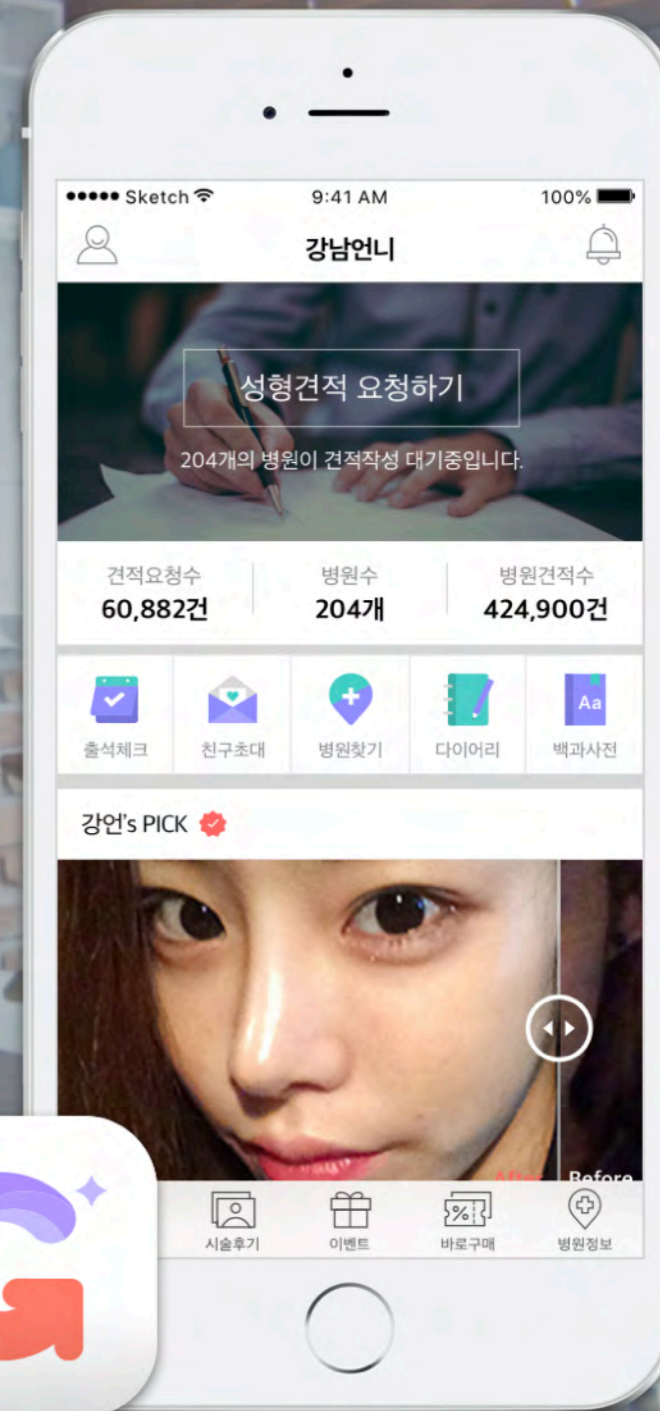 Sketch
9:41 AM
100%
강남언니
성형견적 요청하기
204개의 병원이 견적작성 대기중입니다.
견적요청수
병원수
병원견적수
60,882건
204개
424,900건
Aa
출석체크
친구초대
병원찾기
다이어리
백과사전
강언's PICK
After
Before
%
시술후기
이벤트
바로구매
병원정보